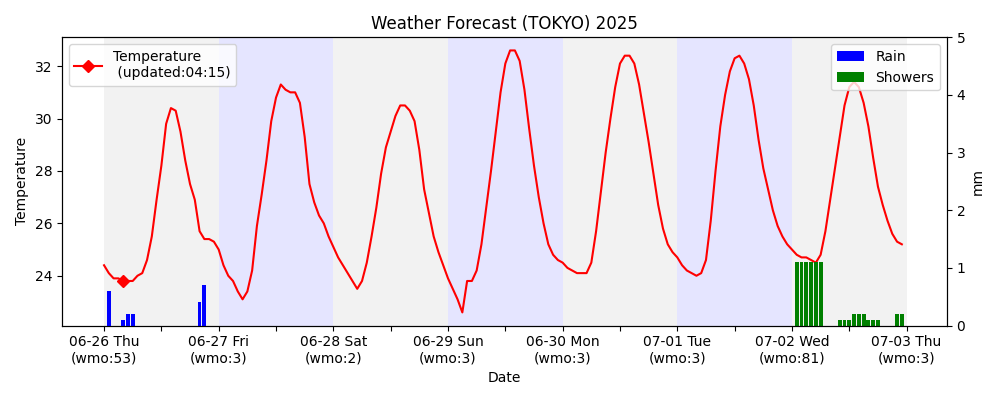 Weather Forecast (TOKYO) 2025
Temperature
(updated:04:15)
Rain
Showers
Temperature
32
30
28
26
24
5
4
3
2
1
0
mm
06-26 Thu
(wmo:53)
06-27 Fri
(wmo:3)
06-28 Sat
(wmo:2)
06-29 Sun
(wmo:3)
06-30 Mon
(wmo:3)
07-01 Tue
(wmo:3)
07-02 Wed
(wmo:81)
07-03 Thu
(wmo:3)
Date